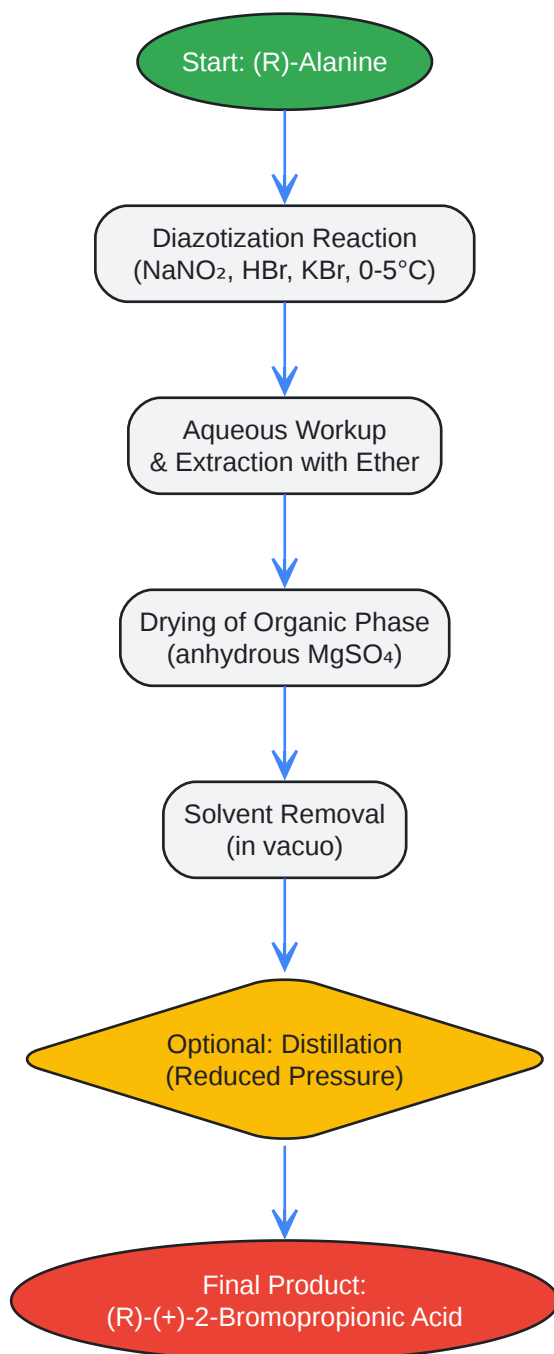 Start: (R)-Alanine
Diazotization Reaction
(NaNO₂, HBr, KBr, 0-5°C)
Aqueous Workup
& Extraction with Ether
Drying of Organic Phase
(anhydrous MgSO₄)
Solvent Removal
(in vacuo)
Optional: Distillation
(Reduced Pressure)
Final Product:
(R)-(+)-2-Bromopropionic Acid